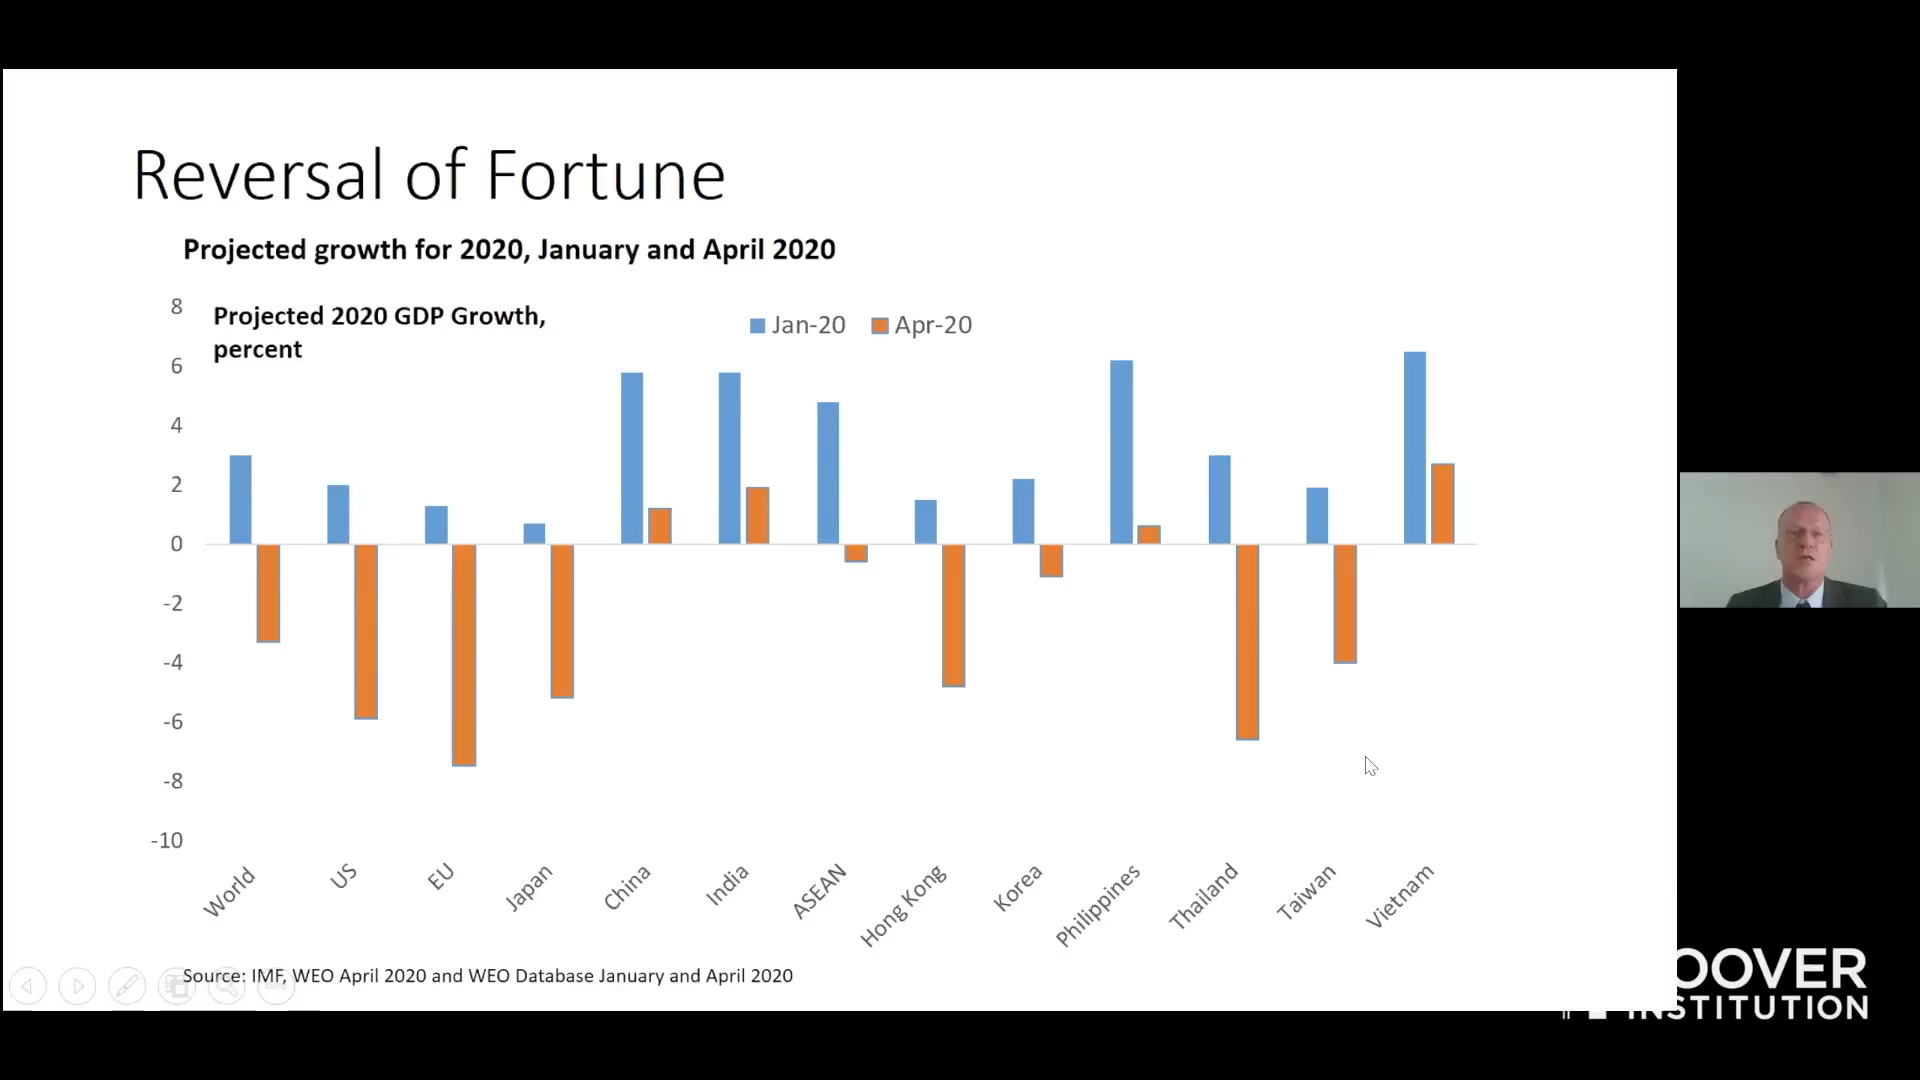 Reversal of Fortune
Projected growth for 2020, January and April 2020
Projected 2020 GDP Growth,
percent
Jan-20
Apr-20
8
6
4
2
0
-2
-4
-6
-8
-10
World
US
EU
Japan
China
India
ASEAN
Hong Kong
Korea
Philippines
Thailand
Taiwan
Vietnam
Source: IMF, WEO April 2020 and WEO Database January and April 2020
OOVER
INSTITUTION